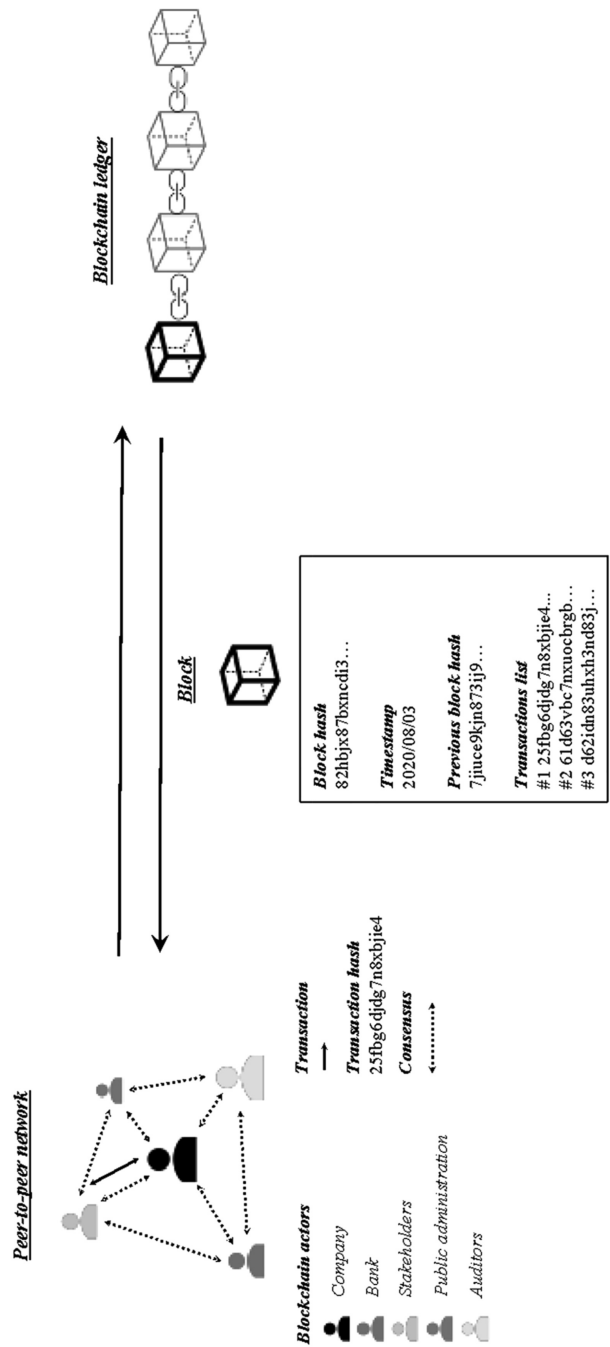 Peer-to-peer network
Blockchain actors
Company
Bank
Stakeholders
Public administration
Auditors
Transaction
Transaction hash
25fbg6djdg7n8xbjie4
Consensus
Block
Block hash
82hbjx87bxncdi3…
Timestamp
2020/08/03
Previous block hash
7jiuce9kjn873ij9…
Transactions list
#1 25fbg6djdg7n8xbjie4...
#2 61d63vbc7nxuocbrgb…
#3 d62idn83uhxh3nd83j…
Blockchain ledger